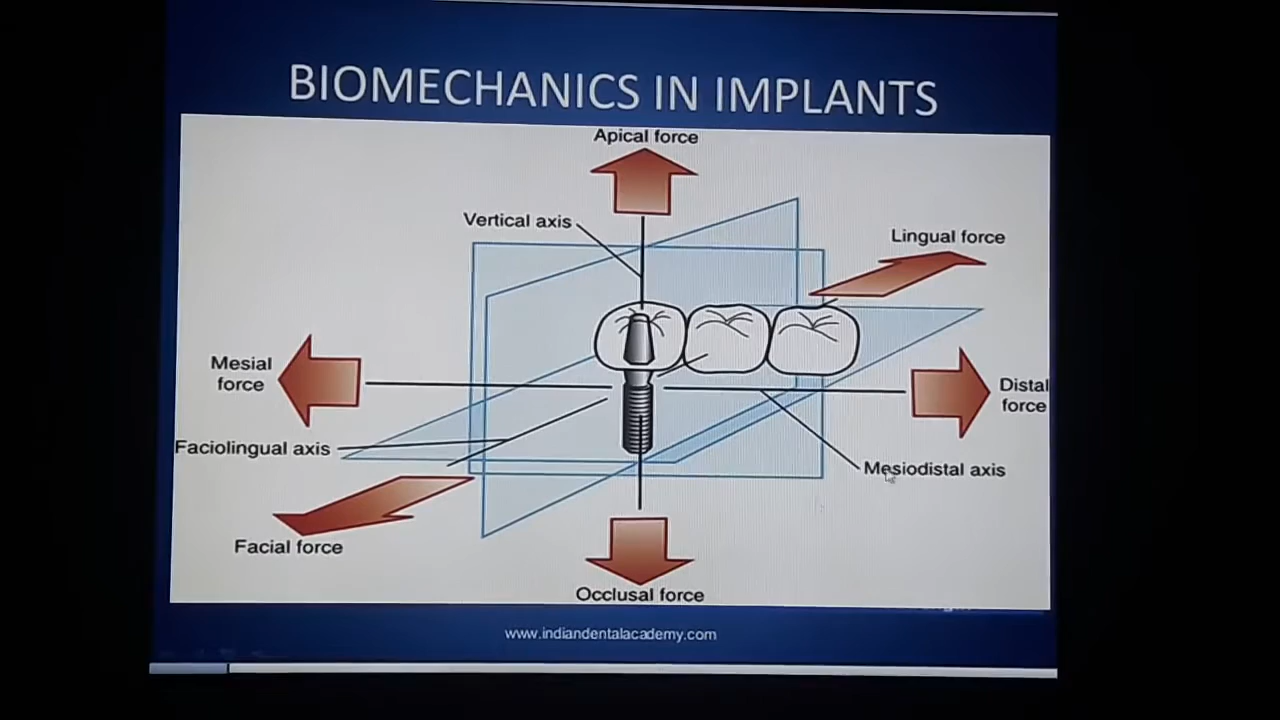 BIOMECHANICS IN IMPLANTS
Apical force
Vertical axis
Lingual force
Mesial
force
Distal
force
Faciolingual axis
Mesiodistal axis
Facial force
Occlusal force
www.indiandentalacademy.com